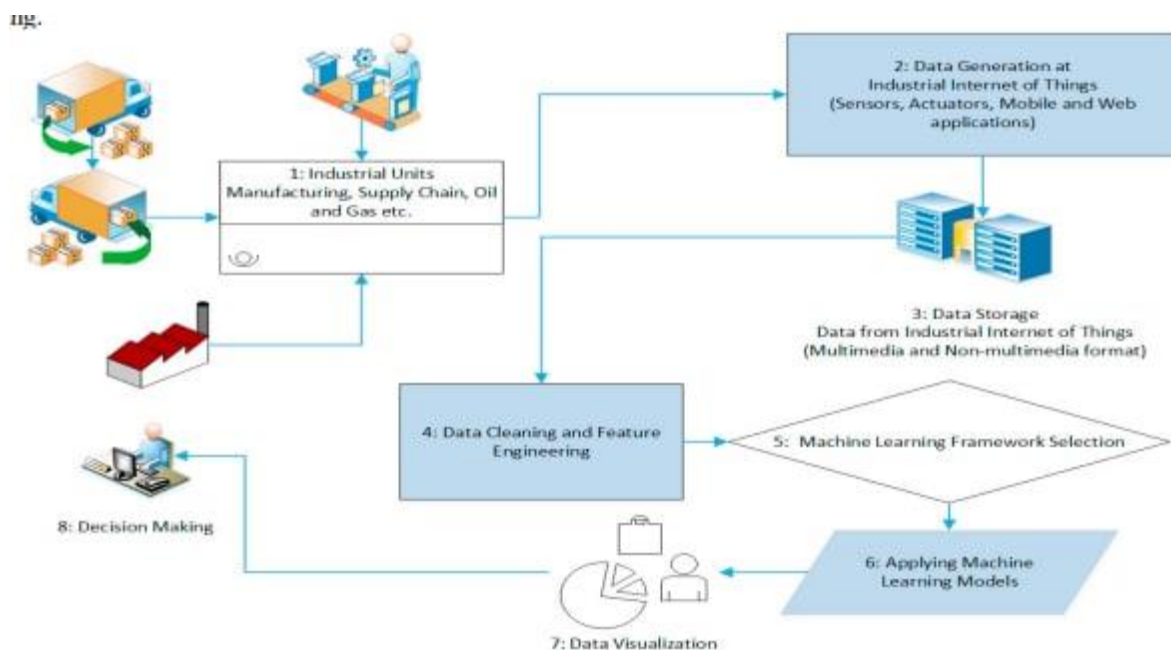 ng.
2: Data Generation at
Industrial Internet of Things
(Sensors, Actuators, Mobile and Web
applications)
1: Industrial Units
Manufacturing, Supply Chain, Oil
and Gas etc.
3: Data Storage
Data from Industrial Internet of Things
(Multimedia and Non-multimedia format)
4: Data Cleaning and Feature
Engineering
5: Machine Learning Framework Selection
6: Applying Machine
Learning Models
7: Data Visualization
8: Decision Making